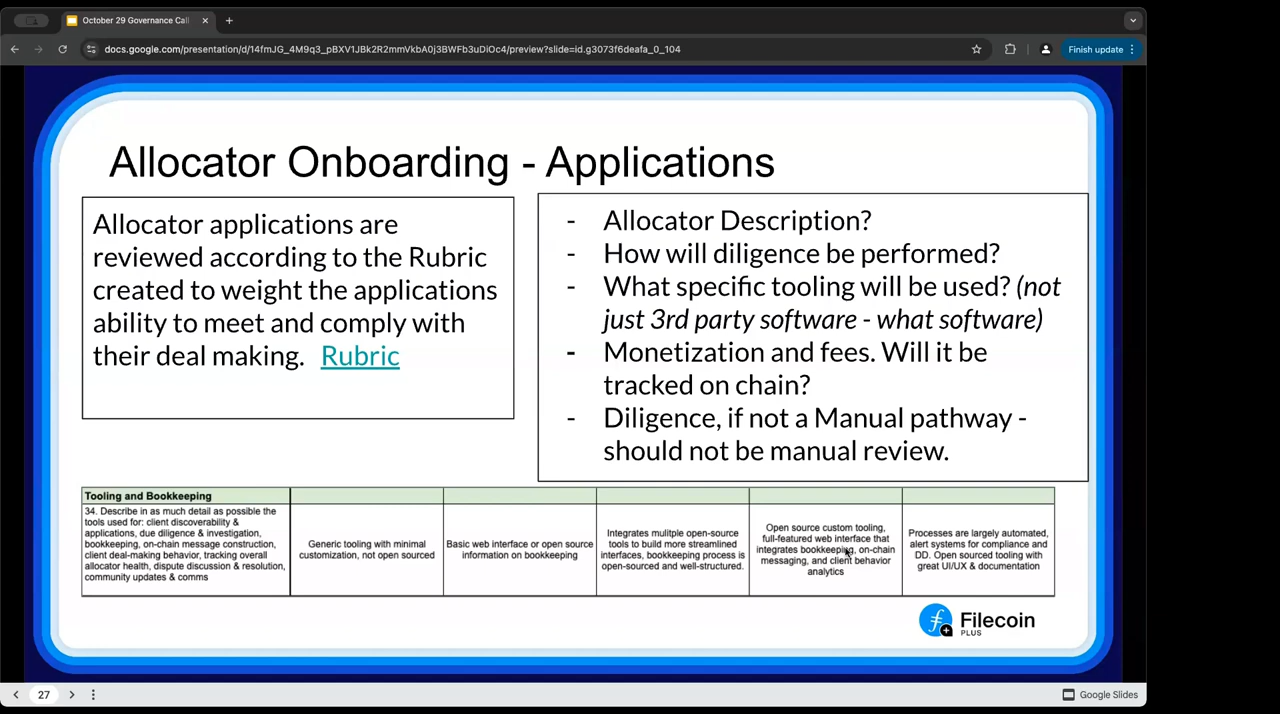 October 29 Governance Call
docs.google.com/presentation/d/14fmJG_4M9q3_pBXV1JBk2R2mmVkbA0j3BWFb3uDiOc4/preview?slide=id.g3073f6deafa_0_104
Finish update
Allocator Onboarding - Applications
Allocator applications are
reviewed according to the Rubric
created to weight the applications
ability to meet and comply with
their deal making. Rubric
- Allocator Description?
- How will diligence be performed?
- What specific tooling will be used? (not
just 3rd party software - what software)
- Monetization and fees. Will it be
tracked on chain?
- Diligence, if not a Manual pathway -
should not be manual review.
Tooling and Bookkeeping
34. Describe in as much detail as possible the
tools used for: client discoverability &
applications, due diligence & investigation,
bookkeeping, on-chain message construction,
client deal-making behavior, tracking overall
allocator health, dispute discussion & resolution,
community updates & comms
Generic tooling with minimal
customization, not open sourced
Basic web interface or open source
information on bookkeeping
Integrates mulitple open-source
tools to build more streamlined
interfaces, bookkeeping process is
open-sourced and well-structured.
Open source custom tooling,
full-featured web interface that
integrates bookkeeping, on-chain
messaging, and client behavior
analytics
Processes are largely automated,
alert systems for compliance and
DD. Open sourced tooling with
great UI/UX & documentation
Filecoin
PLUS
27
Google Slides